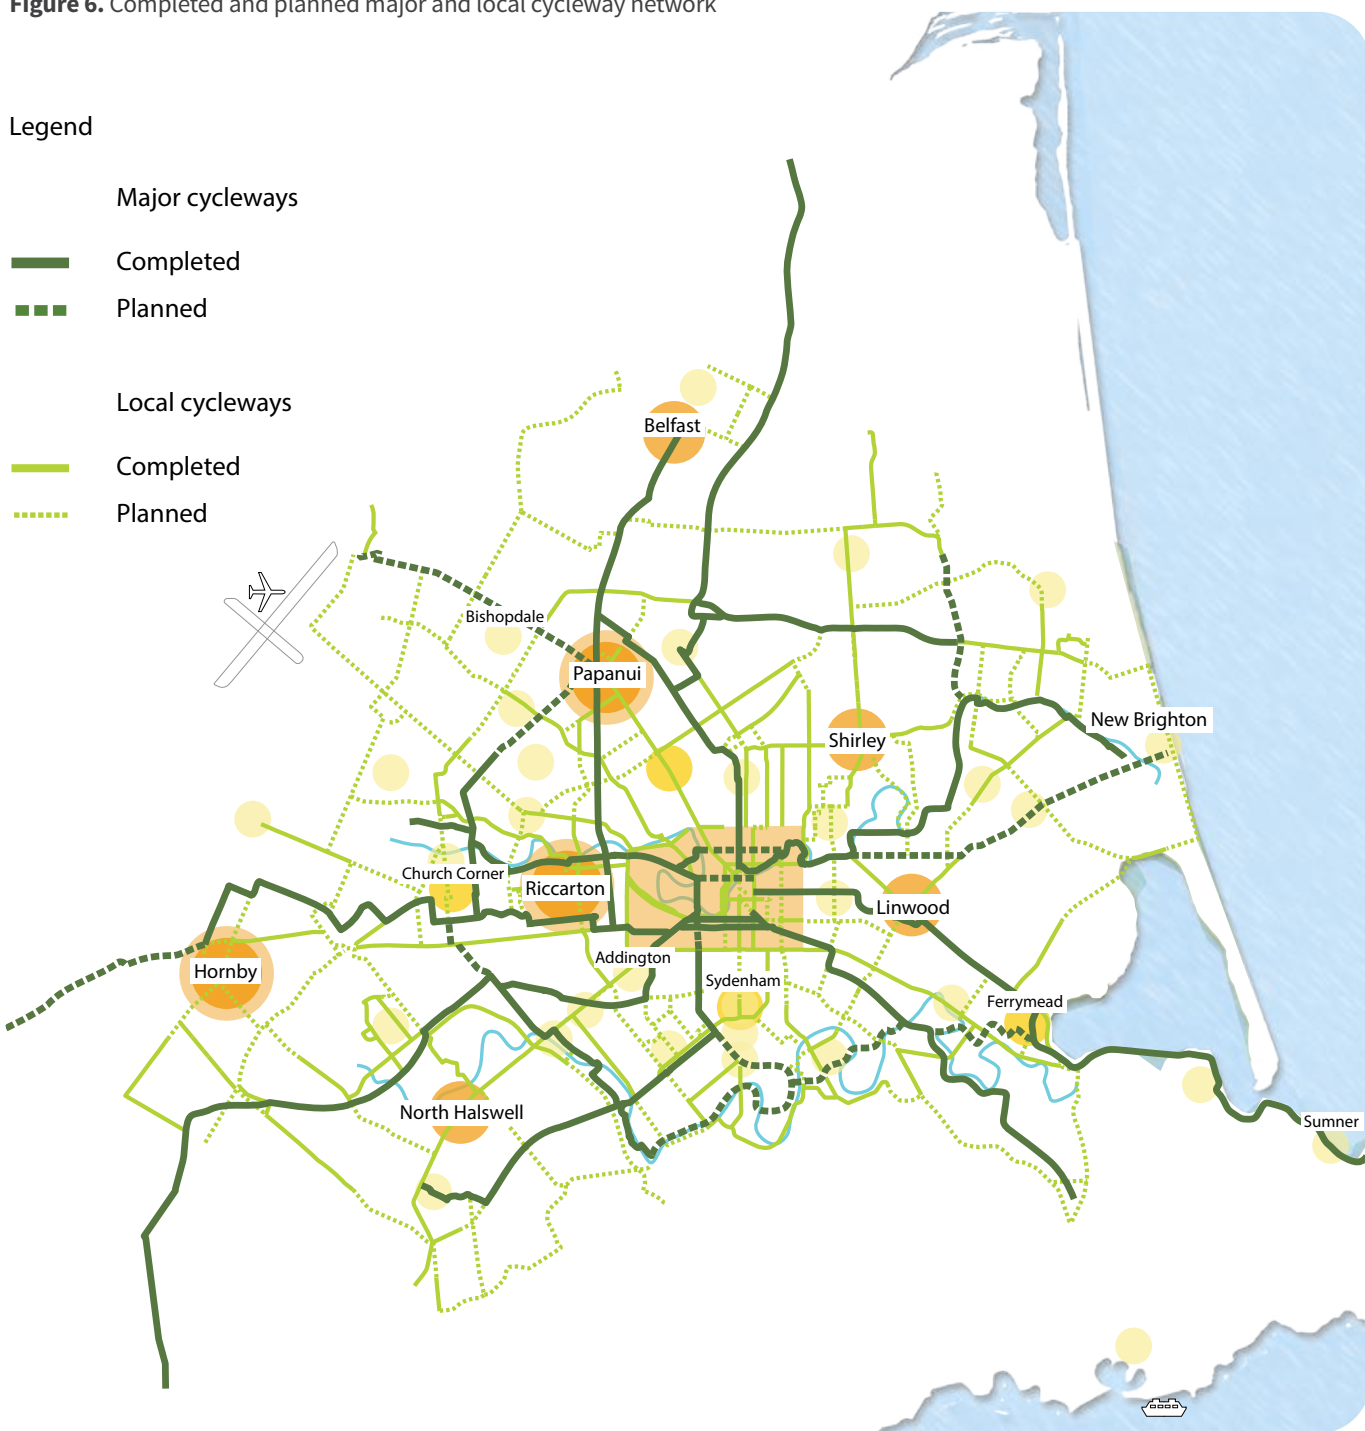 Figure 6. Completed and planned major and local cycleway network
Legend
Major cycleways
Completed
Planned
Local cycleways
Completed
Planned
Belfast
Bishopdale
Papanui
New Brighton
Shirley
Church Corner
Riccarton
Linwood
Addington
Hornby
Sydenham
Ferrymead
North Halswell
Sumner